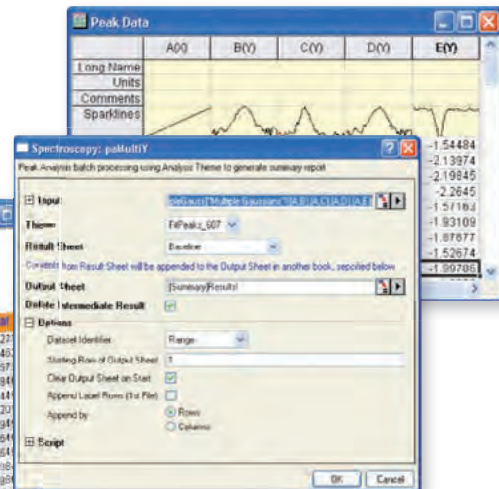 Peak Data
A(X) B(Y) C(Y) D(Y) E(Y)
Long Name
Units
Comments
Sparklines
-1.54484
-2.13974
-2.19845
-2.2645
-1.57163
-1.93109
-1.87677
-1.52674
-1.99786
Spectroscopy: paMultiY
Peak Analysis batch processing using Analysis Theme to generate summary report
Input
Theme FitPeaks_607
Result Sheet Baseline
Contents from Result Sheet will be appended to the Output Sheet in another book, specified below
Output Sheet [Summary]Results!
Delete Intermediate Result
Options
Dataset Identifier Range
Starting Row of Output Sheet 1
Clear Output Sheet on Start
Append Label Rows (1st File)
Append by Rows
Columns
Script
OK Cancel